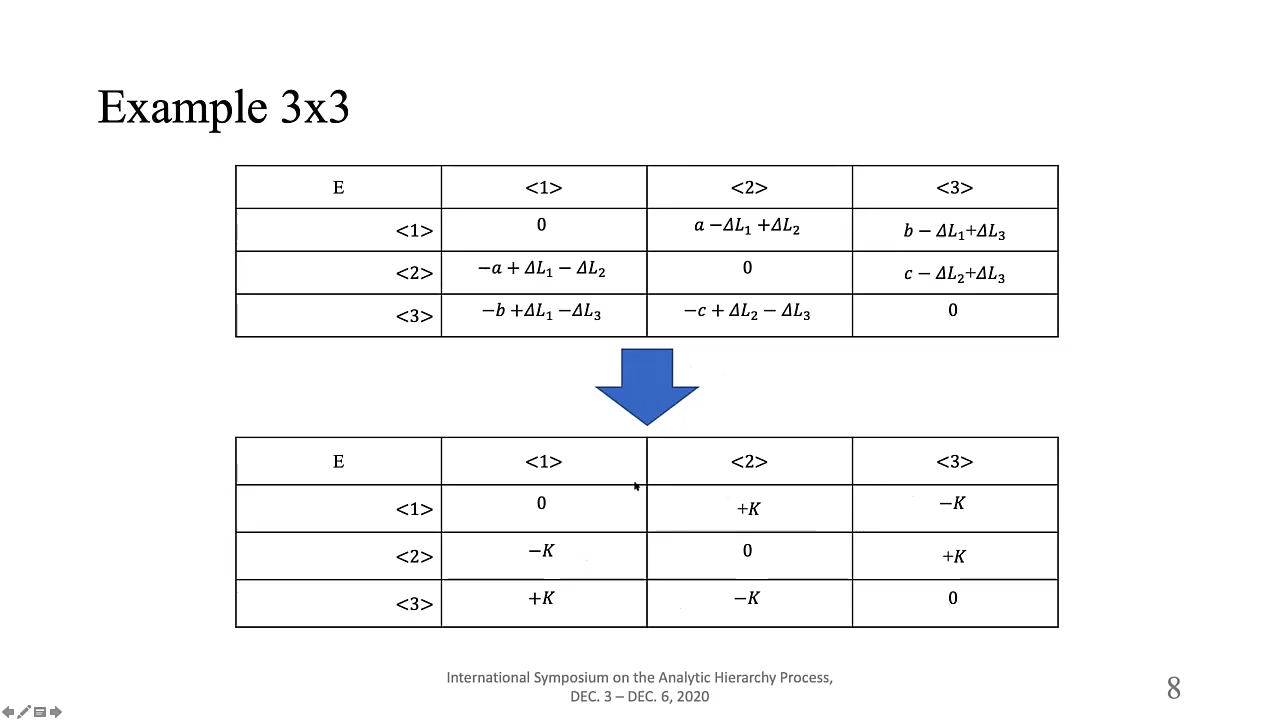 Example 3x3
E <1> <2> <3>
<1> 0 a −ΔL₁ +ΔL₂ b − ΔL₁+ΔL₃
<2> −a + ΔL₁ − ΔL₂ 0 c − ΔL₂+ΔL₃
<3> −b +ΔL₁ −ΔL₃ −c + ΔL₂ − ΔL₃ 0
E <1> <2> <3>
<1> 0 +K −K
<2> −K 0 +K
<3> +K −K 0
International Symposium on the Analytic Hierarchy Process,
DEC. 3 – DEC. 6, 2020
8